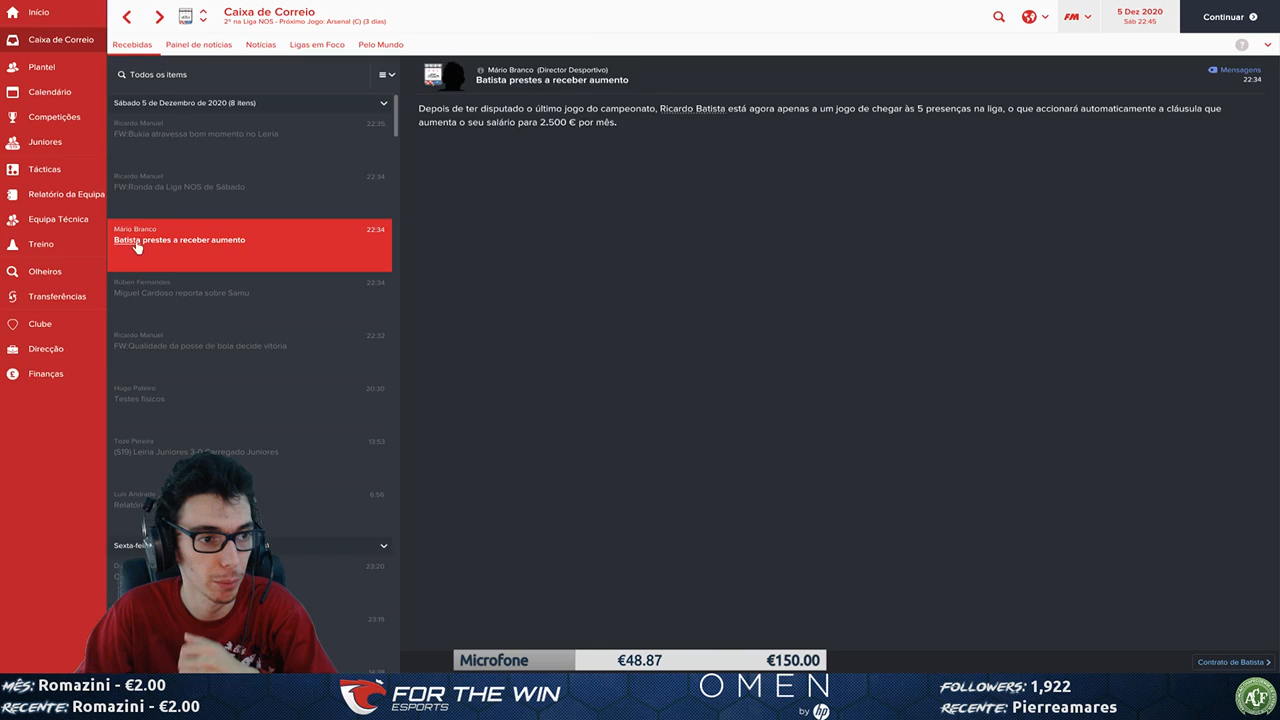 Início
Caixa de Correio
Plantel
Calendário
Competições
Juniores
Tácticas
Relatório da Equipa
Equipa Técnica
Treino
Olheiros
Transferências
Clube
Direcção
Finanças
Caixa de Correio
2º na Liga NOS - Próximo Jogo: Arsenal (C) (3 dias)
FM
5 Dez 2020
Sáb 22:45
Continuar
Recebidas
Painel de notícias
Notícias
Ligas em Foco
Pelo Mundo
?
Todos os items
Sábado 5 de Dezembro de 2020 (8 itens)
Ricardo Manuel 22:35
FW:Bukia atravessa bom momento no Leiria
Ricardo Manuel 22:34
FW:Ronda da Liga NOS de Sábado
Mário Branco 22:34
Batista prestes a receber aumento
Rúben Fernandes 22:34
Miguel Cardoso reporta sobre Samu
Ricardo Manuel 22:32
FW:Qualidade da posse de bola decide vitória
Hugo Pateiro 20:30
Testes físicos
Tozé Pereira 13:53
(S19) Leiria Juniores 3-0 Carregado Juniores
Luís Andrade 6:56
Sexta-fei
23:20
23:19
Mário Branco (Director Desportivo)
Batista prestes a receber aumento
Mensagens
22:34
Depois de ter disputado o último jogo do campeonato, Ricardo Batista está agora apenas a um jogo de chegar às 5 presenças na liga, o que accionará automaticamente a cláusula que
aumenta o seu salário para 2.500 € por mês.
Contrato de Batista
Microfone €48.87 €150.00
MÊS: Romazini - €2.00
RECENTE: Romazini - €2.00
FOR THE WIN
ESPORTS
OMEN
by hp
FOLLOWERS: 1,922
RECENTE: Pierreamares